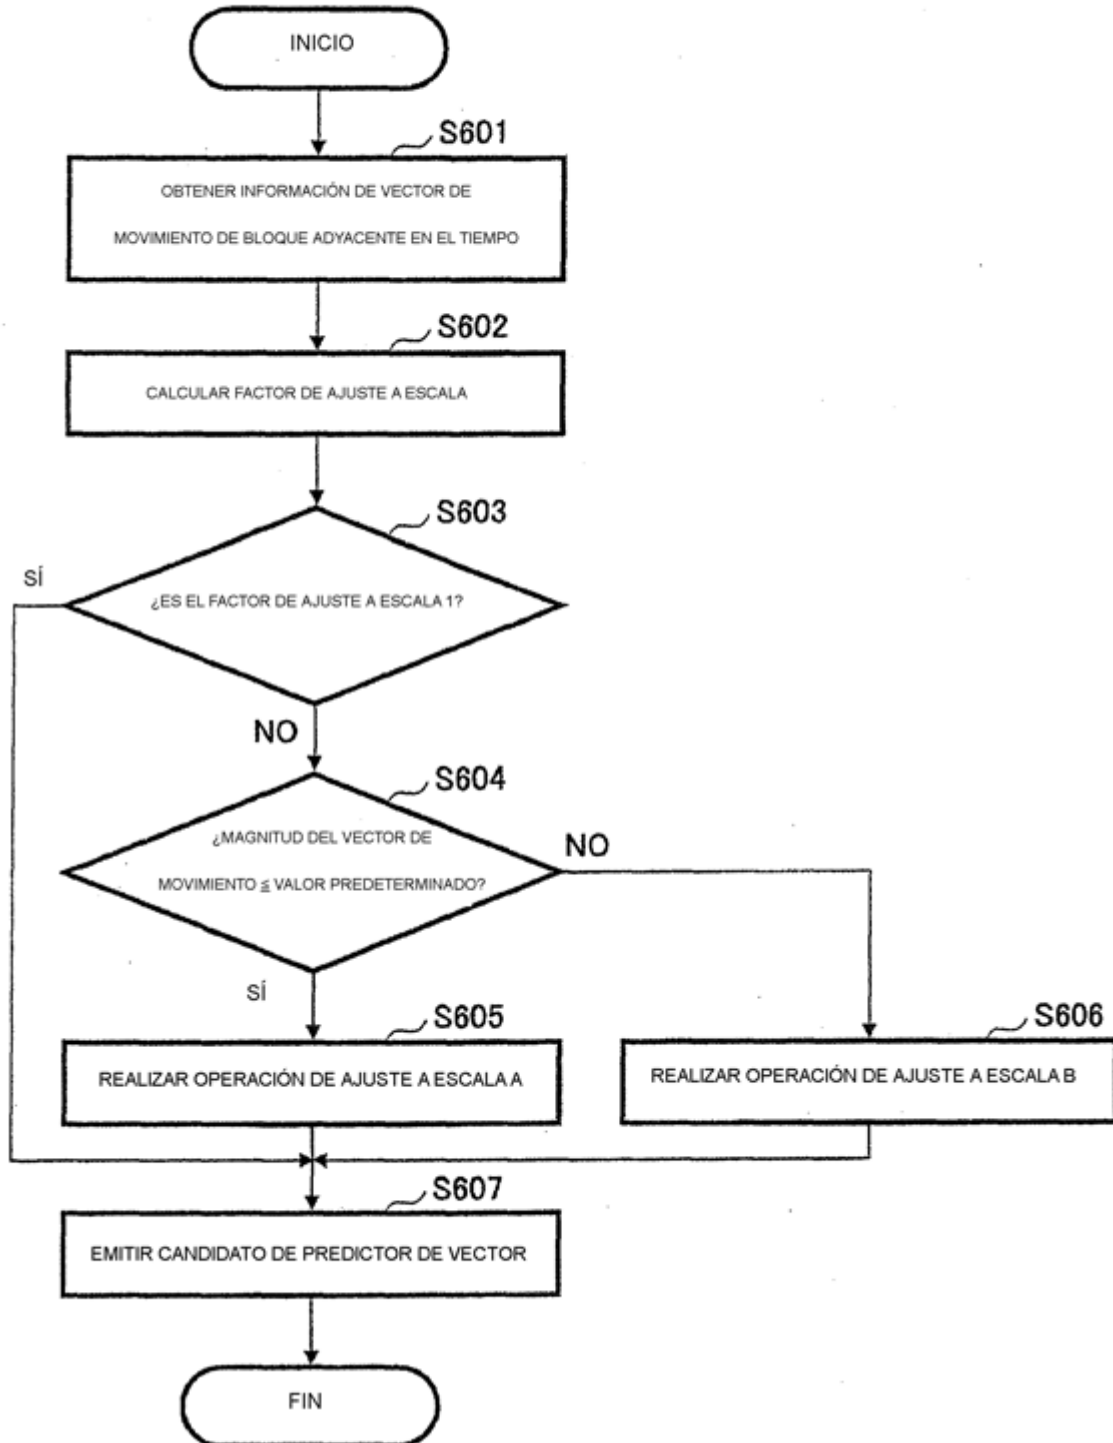 INICIO
S601
OBTENER INFORMACIÓN DE VECTOR DE
MOVIMIENTO DE BLOQUE ADYACENTE EN EL TIEMPO
S602
CALCULAR FACTOR DE AJUSTE A ESCALA
S603
SÍ
¿ES EL FACTOR DE AJUSTE A ESCALA 1?
NO
S604
¿MAGNITUD DEL VECTOR DE
MOVIMIENTO ≦ VALOR PREDETERMINADO?
NO
SÍ
S605
REALIZAR OPERACIÓN DE AJUSTE A ESCALA A
S606
REALIZAR OPERACIÓN DE AJUSTE A ESCALA B
S607
EMITIR CANDIDATO DE PREDICTOR DE VECTOR
FIN